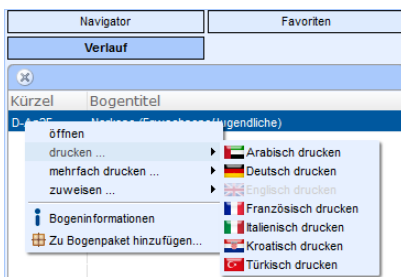 Navigator Favoriten
Verlauf
Kürzel Bogentitel
öffnen
drucken ...
mehrfach drucken ...
zuweisen ...
Bogeninformationen
Zu Bogenpaket hinzufügen...
Arabisch drucken
Deutsch drucken
Englisch drucken
Französisch drucken
Italienisch drucken
Kroatisch drucken
Türkisch drucken